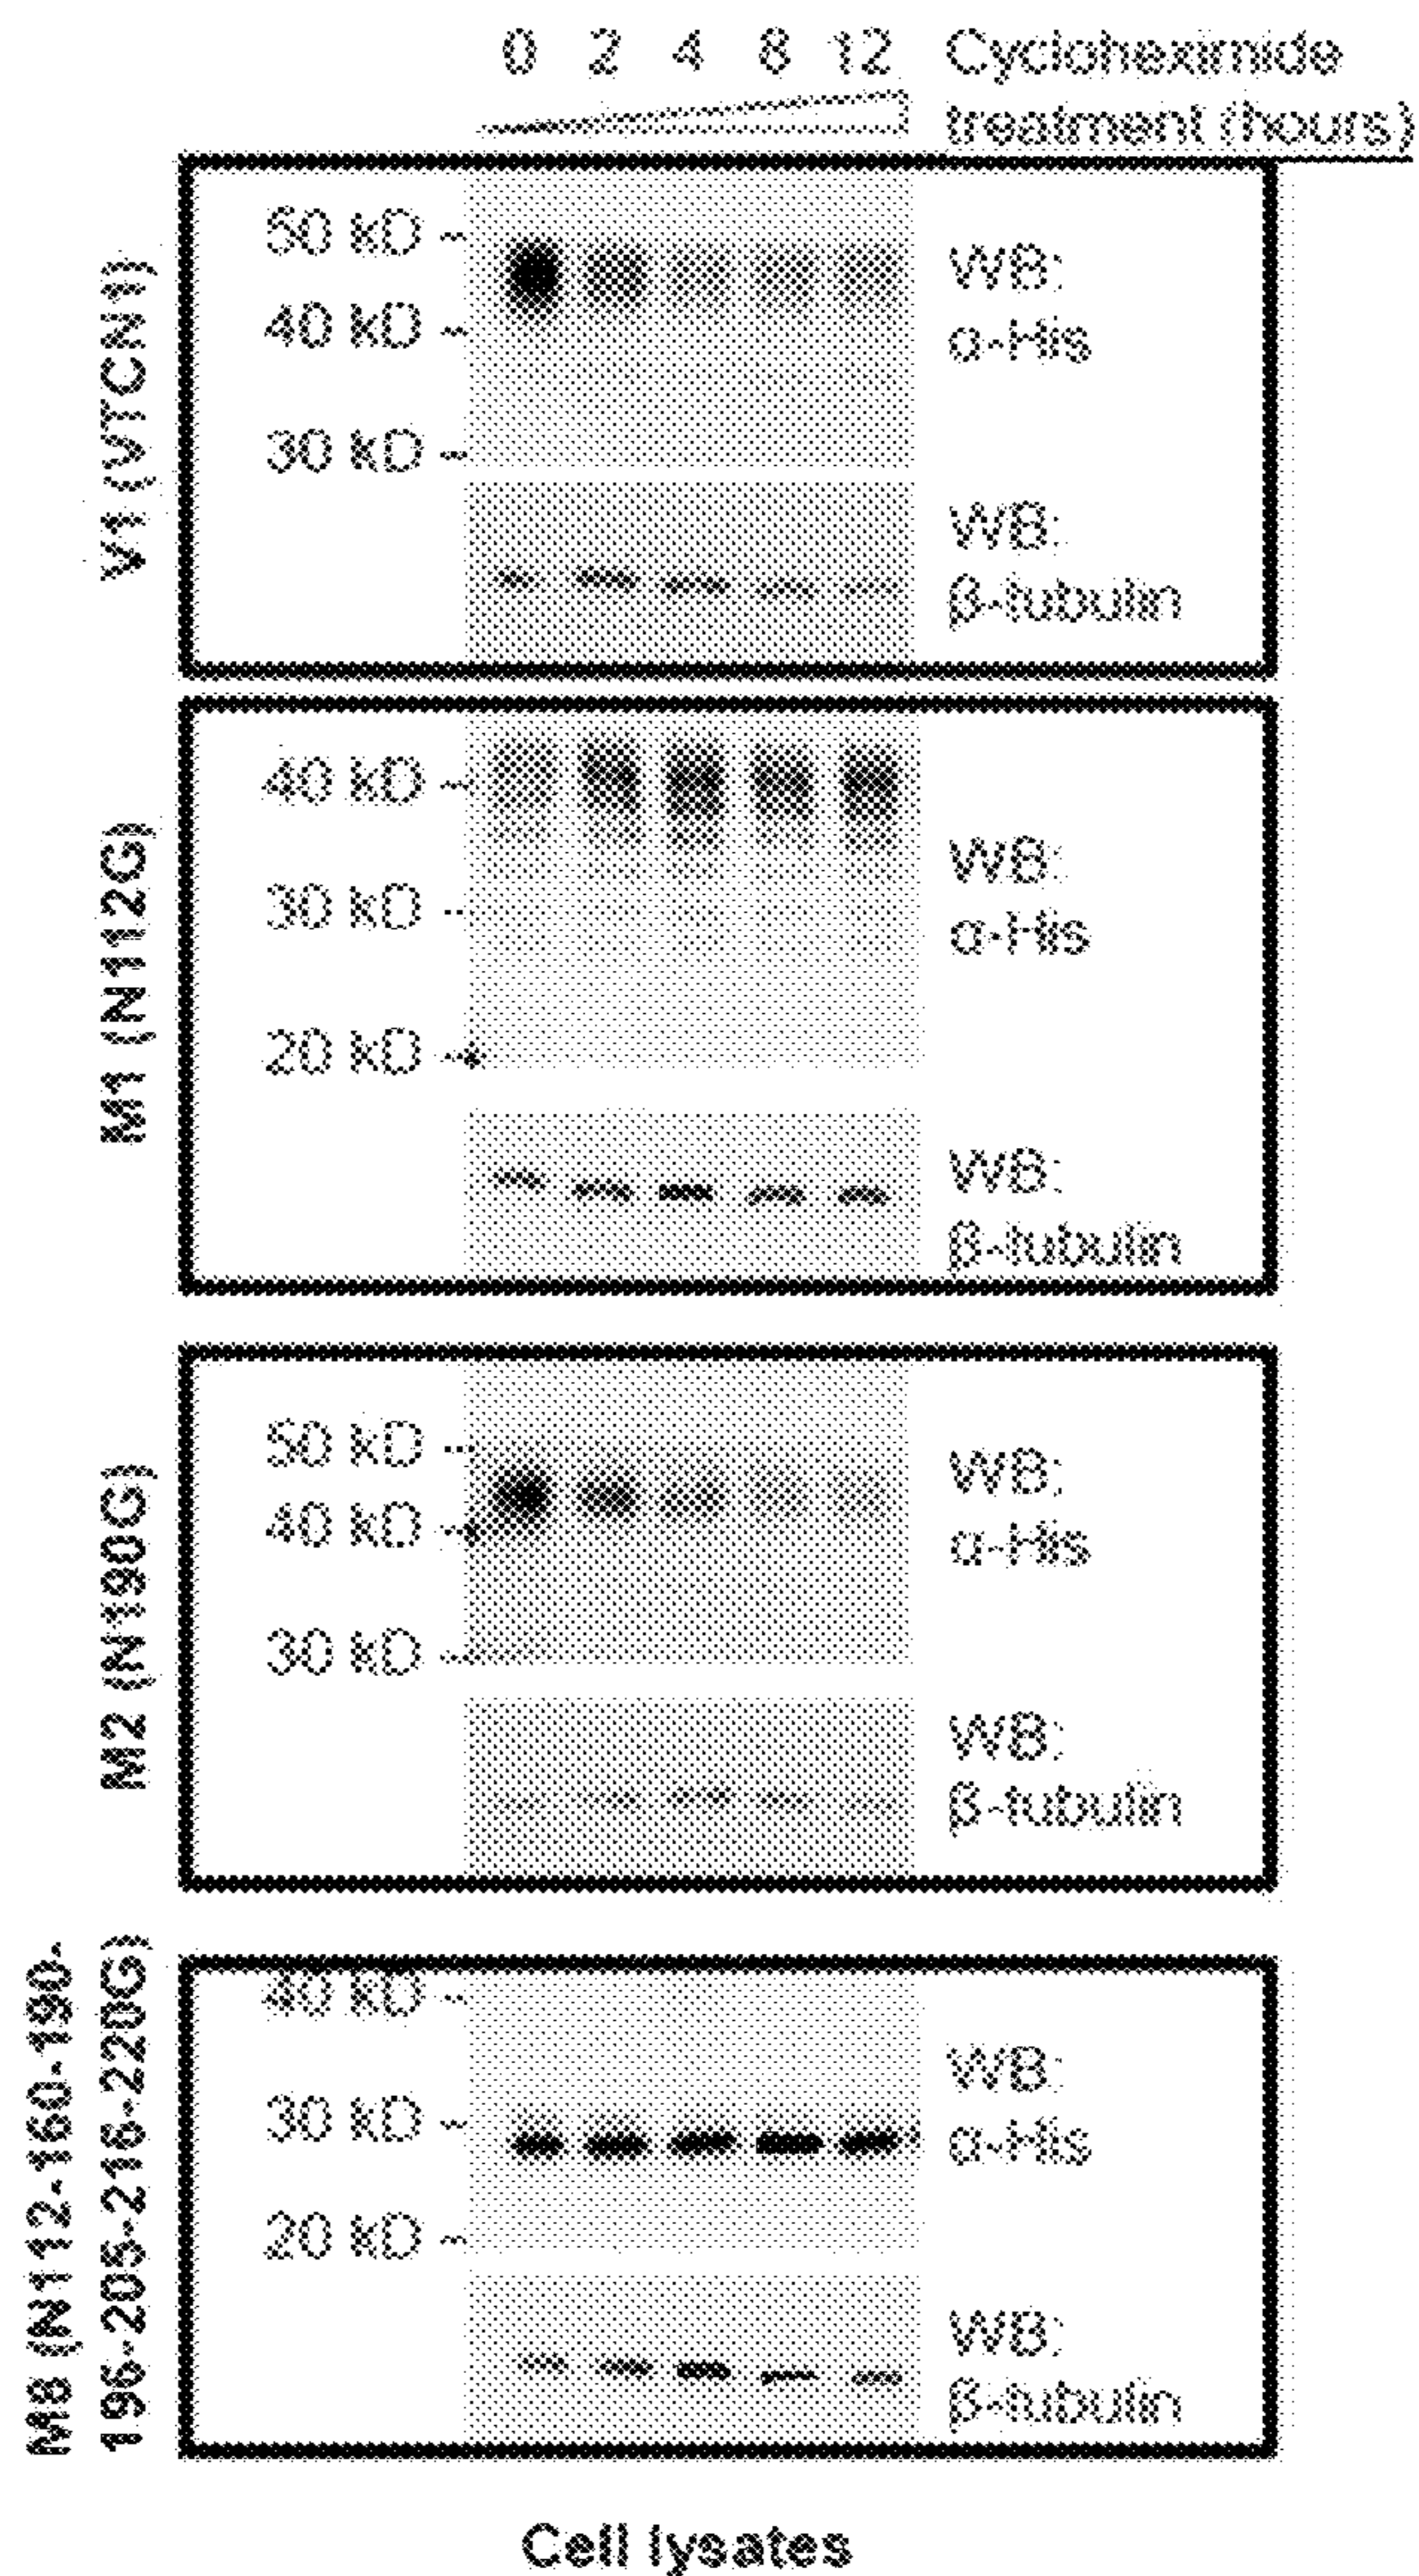 0 2 4 8 12 Cycloheximide
treatment (hours)
V1 (VTCN1)
50 kD
40 kD
30 kD
WB:
α-His
WB:
β-tubulin
M1 (N112G)
40 kD
30 kD
20 kD
WB:
α-His
WB:
β-tubulin
M2 (N190G)
50 kD
40 kD
30 kD
WB:
α-His
WB:
β-tubulin
M8 (N112-160-190-
196-205-216-220G)
40 kD
30 kD
20 kD
WB:
α-His
WB:
β-tubulin
Cell lysates